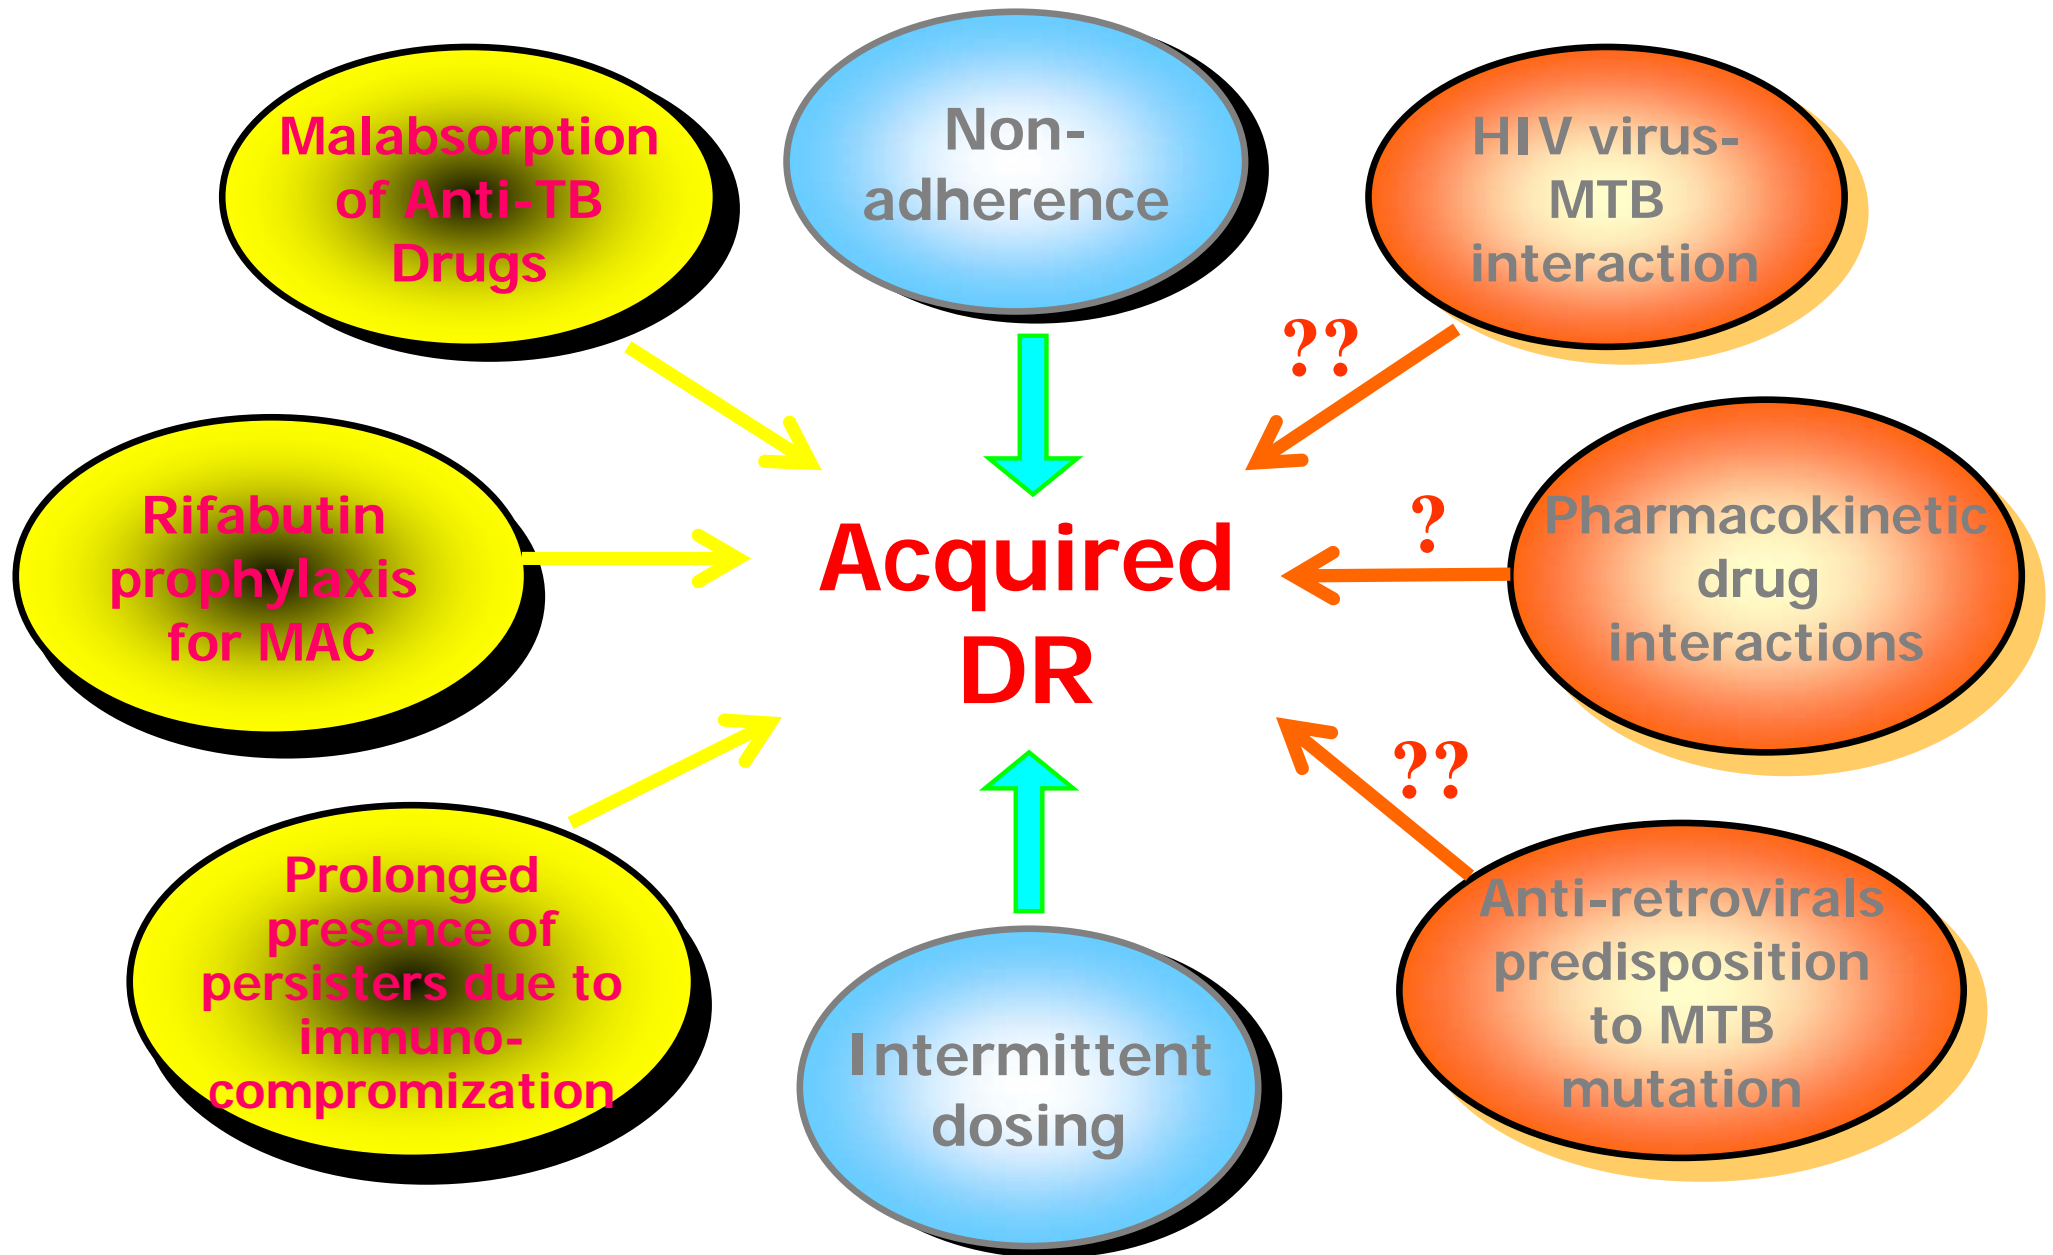 Malabsorption
of Anti-TB
Drugs
Non-
adherence
HIV virus-
MTB
interaction
??
Rifabutin
prophylaxis
for MAC
Acquired
DR
?
Pharmacokinetic
drug
interactions
??
Prolonged
presence of
persisters due to
immuno-
compromization
Intermittent
dosing
Anti-retrovirals
predisposition
to MTB
mutation